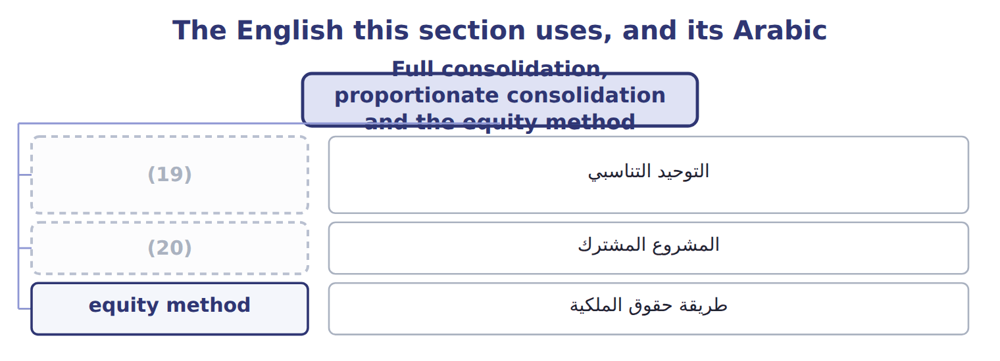 The English this section uses, and its Arabic
Full consolidation,
proportionate consolidation
and the equity method
(19)
التوحيد التناسبي
(20)
المشروع المشترك
equity method
طريقة حقوق الملكية